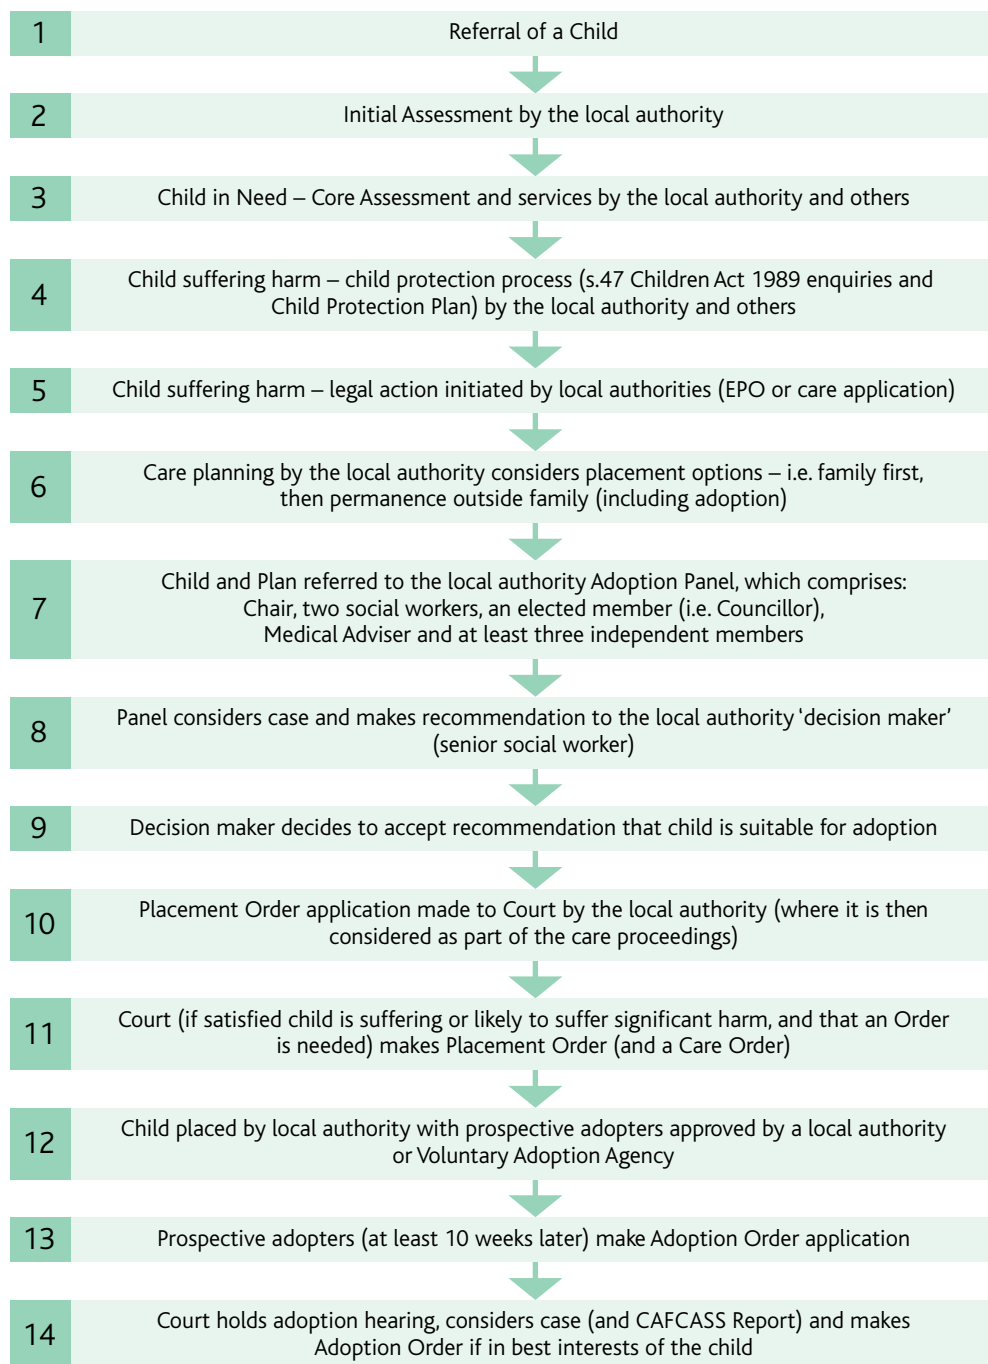 1
Referral of a Child
2
Initial Assessment by the local authority
3
Child in Need – Core Assessment and services by the local authority and others
4
Child suffering harm – child protection process (s.47 Children Act 1989 enquiries and
Child Protection Plan) by the local authority and others
5
Child suffering harm – legal action initiated by local authorities (EPO or care application)
6
Care planning by the local authority considers placement options – i.e. family first,
then permanence outside family (including adoption)
7
Child and Plan referred to the local authority Adoption Panel, which comprises:
Chair, two social workers, an elected member (i.e. Councillor),
Medical Adviser and at least three independent members
8
Panel considers case and makes recommendation to the local authority ‘decision maker’
(senior social worker)
9
Decision maker decides to accept recommendation that child is suitable for adoption
10
Placement Order application made to Court by the local authority (where it is then
considered as part of the care proceedings)
11
Court (if satisfied child is suffering or likely to suffer significant harm, and that an Order
is needed) makes Placement Order (and a Care Order)
12
Child placed by local authority with prospective adopters approved by a local authority
or Voluntary Adoption Agency
13
Prospective adopters (at least 10 weeks later) make Adoption Order application
14
Court holds adoption hearing, considers case (and CAFCASS Report) and makes
Adoption Order if in best interests of the child